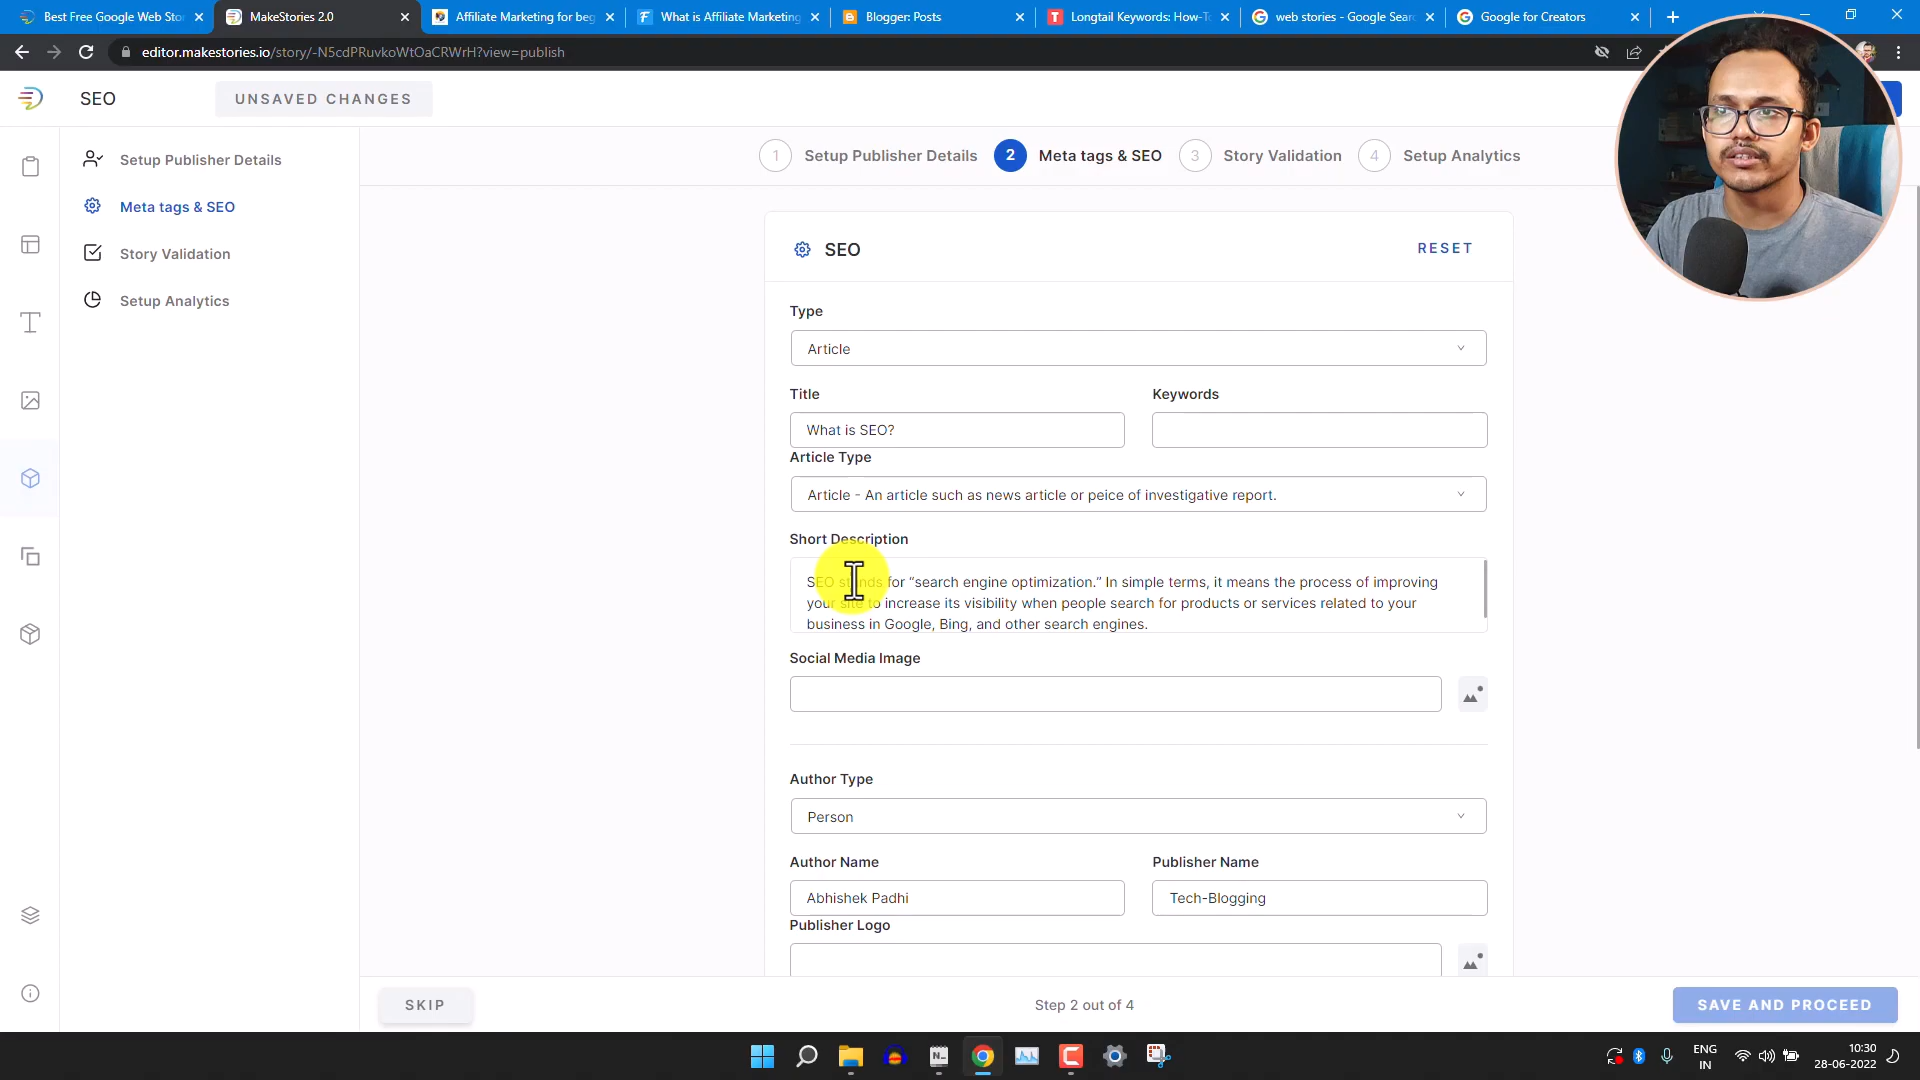 Best Free Google Web Stor
MakeStories 2.0
Affiliate Marketing for beg
What is Affiliate Marketing
Blogger: Posts
Longtail Keywords: How-To
web stories - Google Searc
Google for Creators
editor.makestories.io/story/-N5cdPRuvkoWtOaCRWrH?view=publish
SEO
UNSAVED CHANGES
Setup Publisher Details
Meta tags & SEO
Story Validation
Setup Analytics
1 Setup Publisher Details 2 Meta tags & SEO 3 Story Validation 4 Setup Analytics
SEO
RESET
Type
Article
Title
Keywords
What is SEO?
Article Type
Article - An article such as news article or peice of investigative report.
Short Description
SEO stands for “search engine optimization.” In simple terms, it means the process of improving
your site to increase its visibility when people search for products or services related to your
business in Google, Bing, and other search engines.
Social Media Image
Author Type
Person
Author Name
Publisher Name
Abhishek Padhi
Tech-Blogging
Publisher Logo
SKIP
Step 2 out of 4
SAVE AND PROCEED
ENG
IN
10:30
28-06-2022